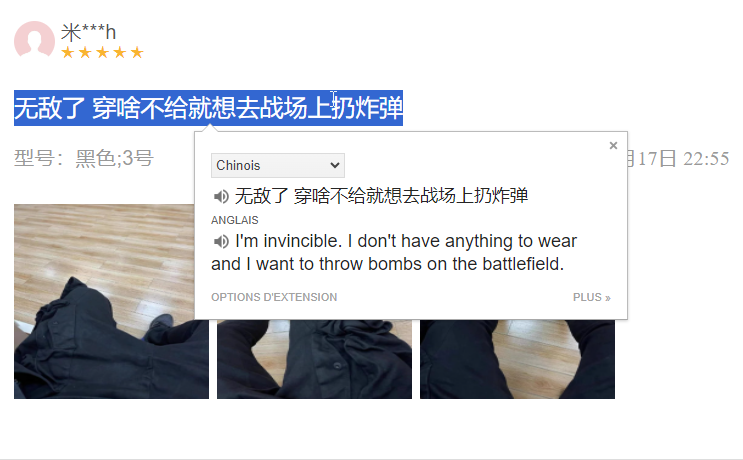 米***h
无敌了 穿啥不给就想去战场上扔炸弹
型号：黑色;3号
月17日 22:55
×
Chinois
无敌了 穿啥不给就想去战场上扔炸弹
ANGLAIS
I'm invincible. I don't have anything to wear
and I want to throw bombs on the battlefield.
OPTIONS D'EXTENSION
PLUS »